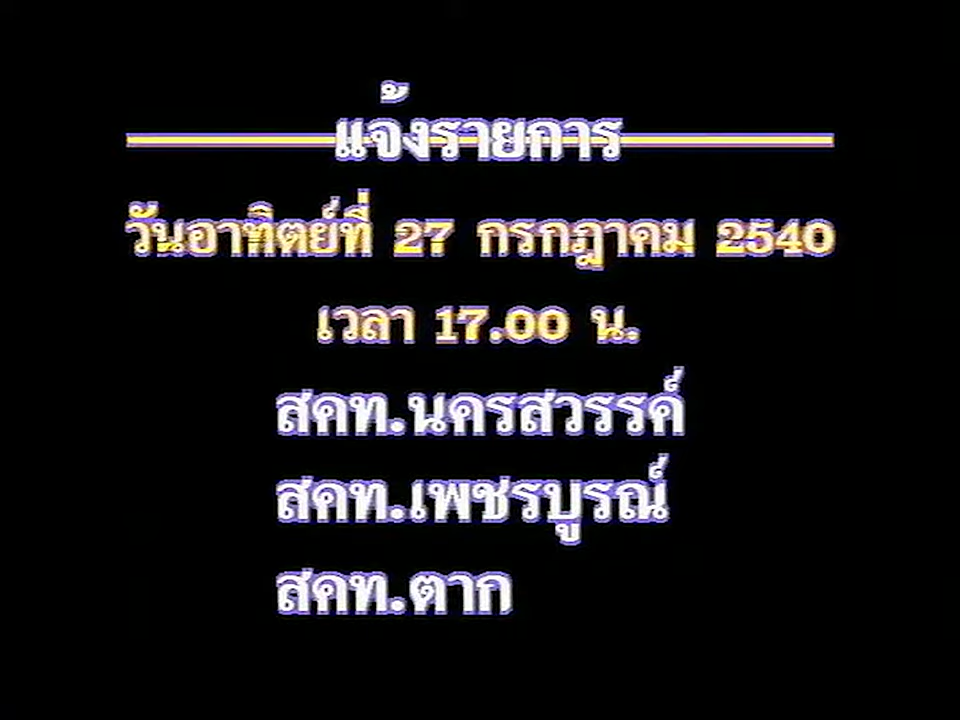 แจ้งรายการ
วันอาทิตย์ที่ 27 กรกฎาคม 2540
เวลา 17.00 น.
สคท.นครสวรรค์
สคท.เพชรบูรณ์
สคท.ตาก